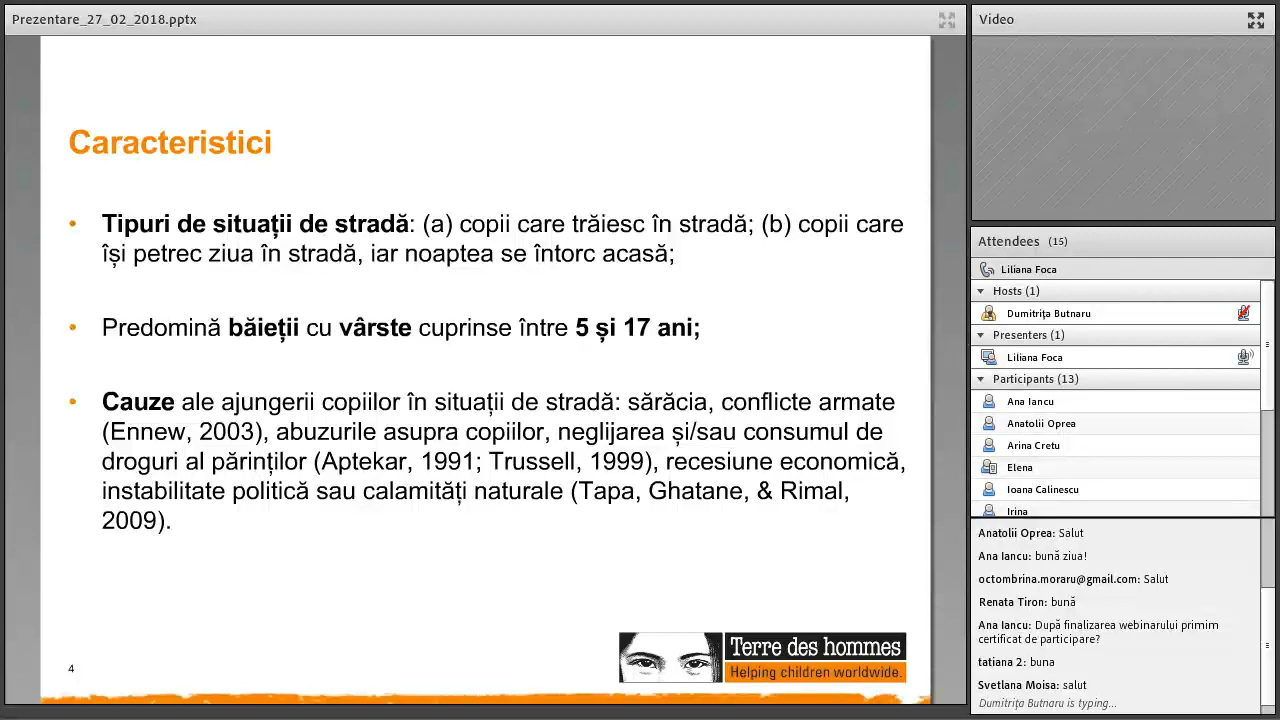 Prezentare_27_02_2018.pptx
Caracteristici
• Tipuri de situații de stradă: (a) copii care trăiesc în stradă; (b) copii care
își petrec ziua în stradă, iar noaptea se întorc acasă;
• Predomină băieții cu vârste cuprinse între 5 și 17 ani;
• Cauze ale ajungerii copiilor în situații de stradă: sărăcia, conflicte armate
(Ennew, 2003), abuzurile asupra copiilor, neglijarea și/sau consumul de
droguri al părinților (Aptekar, 1991; Trussell, 1999), recesiune economică,
instabilitate politică sau calamități naturale (Tapa, Ghatane, & Rimal,
2009).
4
Terre des hommes
Helping children worldwide.
Video
Attendees (15)
Liliana Foca
Hosts (1)
Dumitrița Butnaru
Presenters (1)
Liliana Foca
Participants (13)
Ana Iancu
Anatolii Oprea
Arina Cretu
Elena
Ioana Calinescu
Irina
Anatolii Oprea: Salut
Ana Iancu: bună ziua!
octombrina.moraru@gmail.com: Salut
Renata Tiron: bună
Ana Iancu: După finalizarea webinarului primim
certificat de participare?
tatiana 2: buna
Svetlana Moisa: salut
Dumitrița Butnaru is typing...